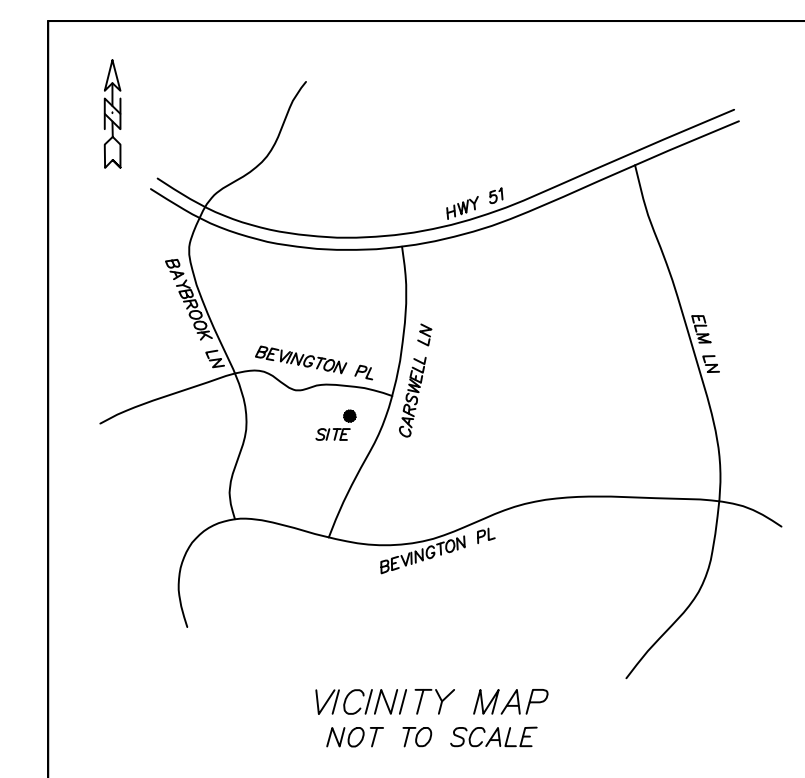 N
HWY 51
BAYBROOK LN
ELM LN
BEVINGTON PL
CARSWELL LN
SITE
BEVINGTON PL
VICINITY MAP
NOT TO SCALE